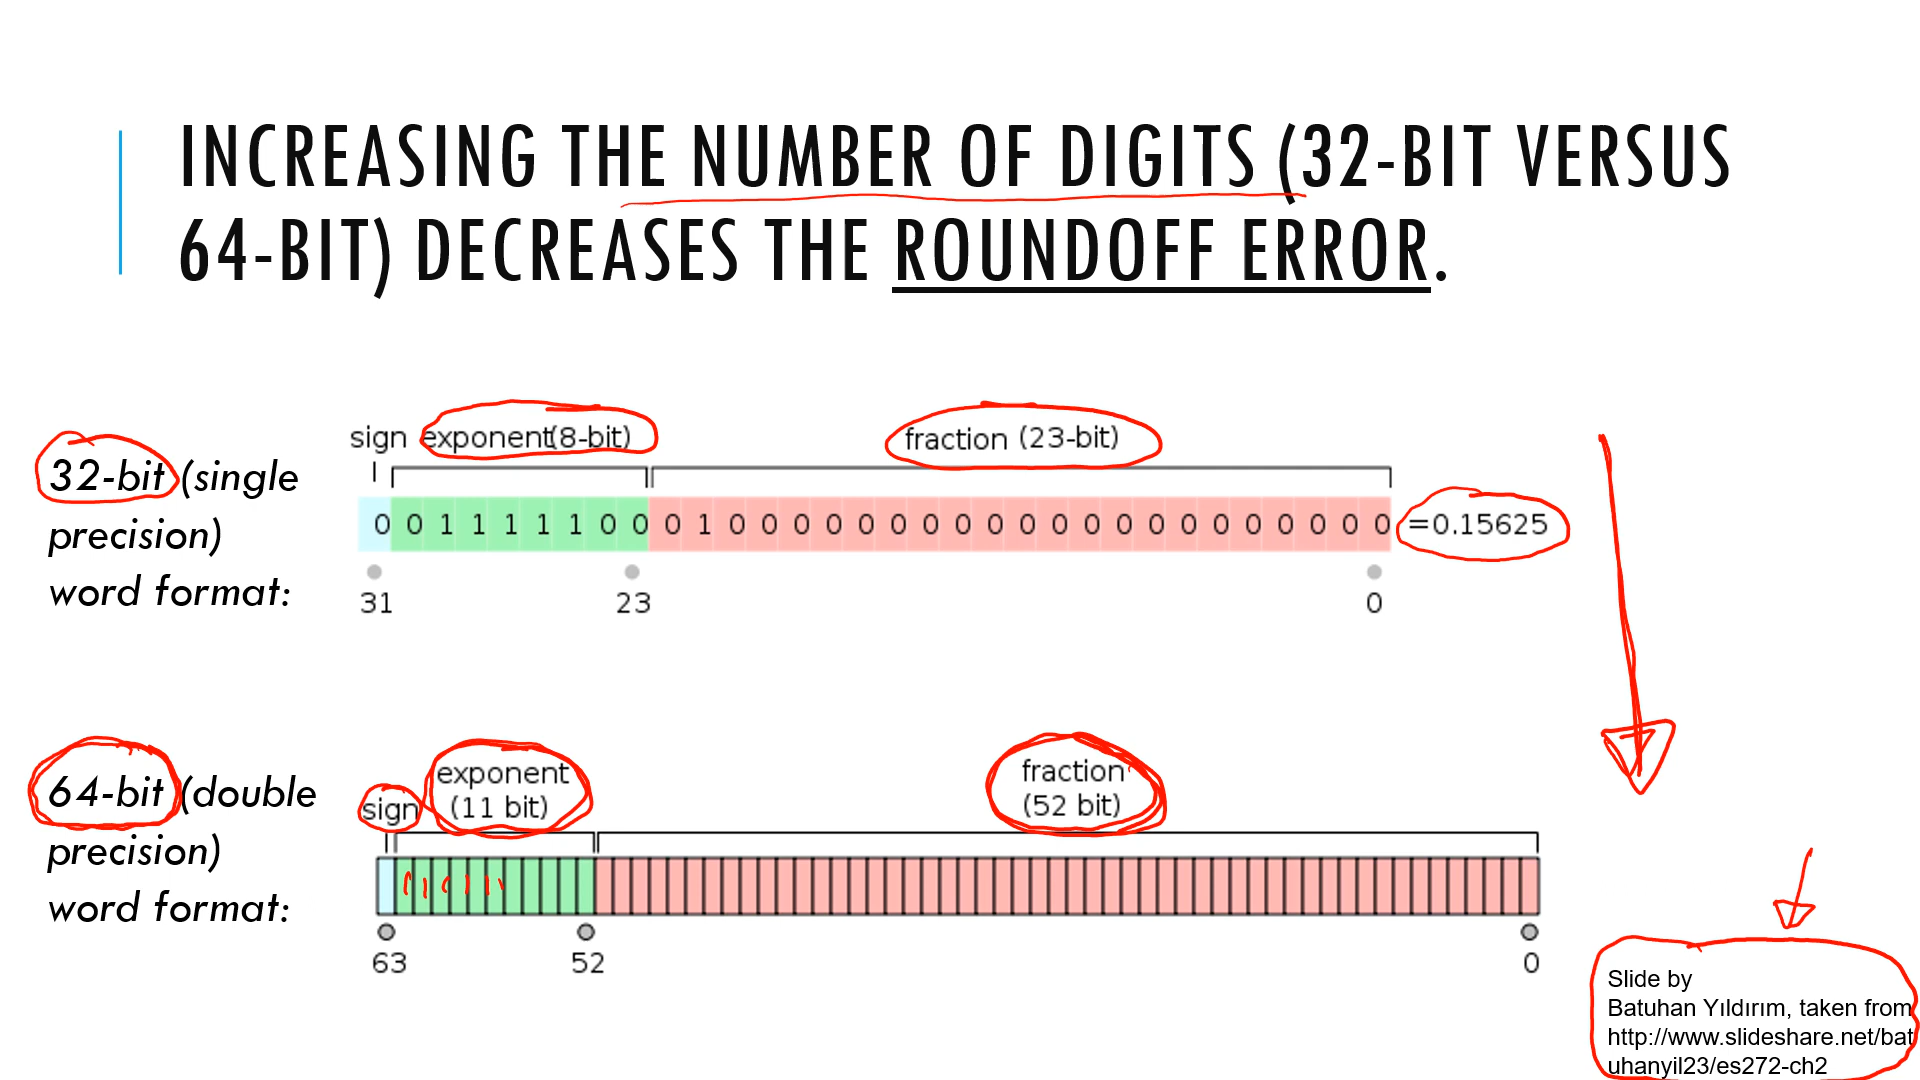 INCREASING THE NUMBER OF DIGITS (32-BIT VERSUS
64-BIT) DECREASES THE ROUNDOFF ERROR.
sign exponent(8-bit) fraction (23-bit)
32-bit (single
precision)
word format:
0 0 1 1 1 1 1 0 0 0 1 0 0 0 0 0 0 0 0 0 0 0 0 0 0 0 0 0 0 0 0 0 =0.15625
31 23 0
64-bit (double
precision)
word format:
sign
exponent
(11 bit)
fraction
(52 bit)
63 52 0
Slide by
Batuhan Yıldırım, taken from
http://www.slideshare.net/bat
uhanyil23/es272-ch2